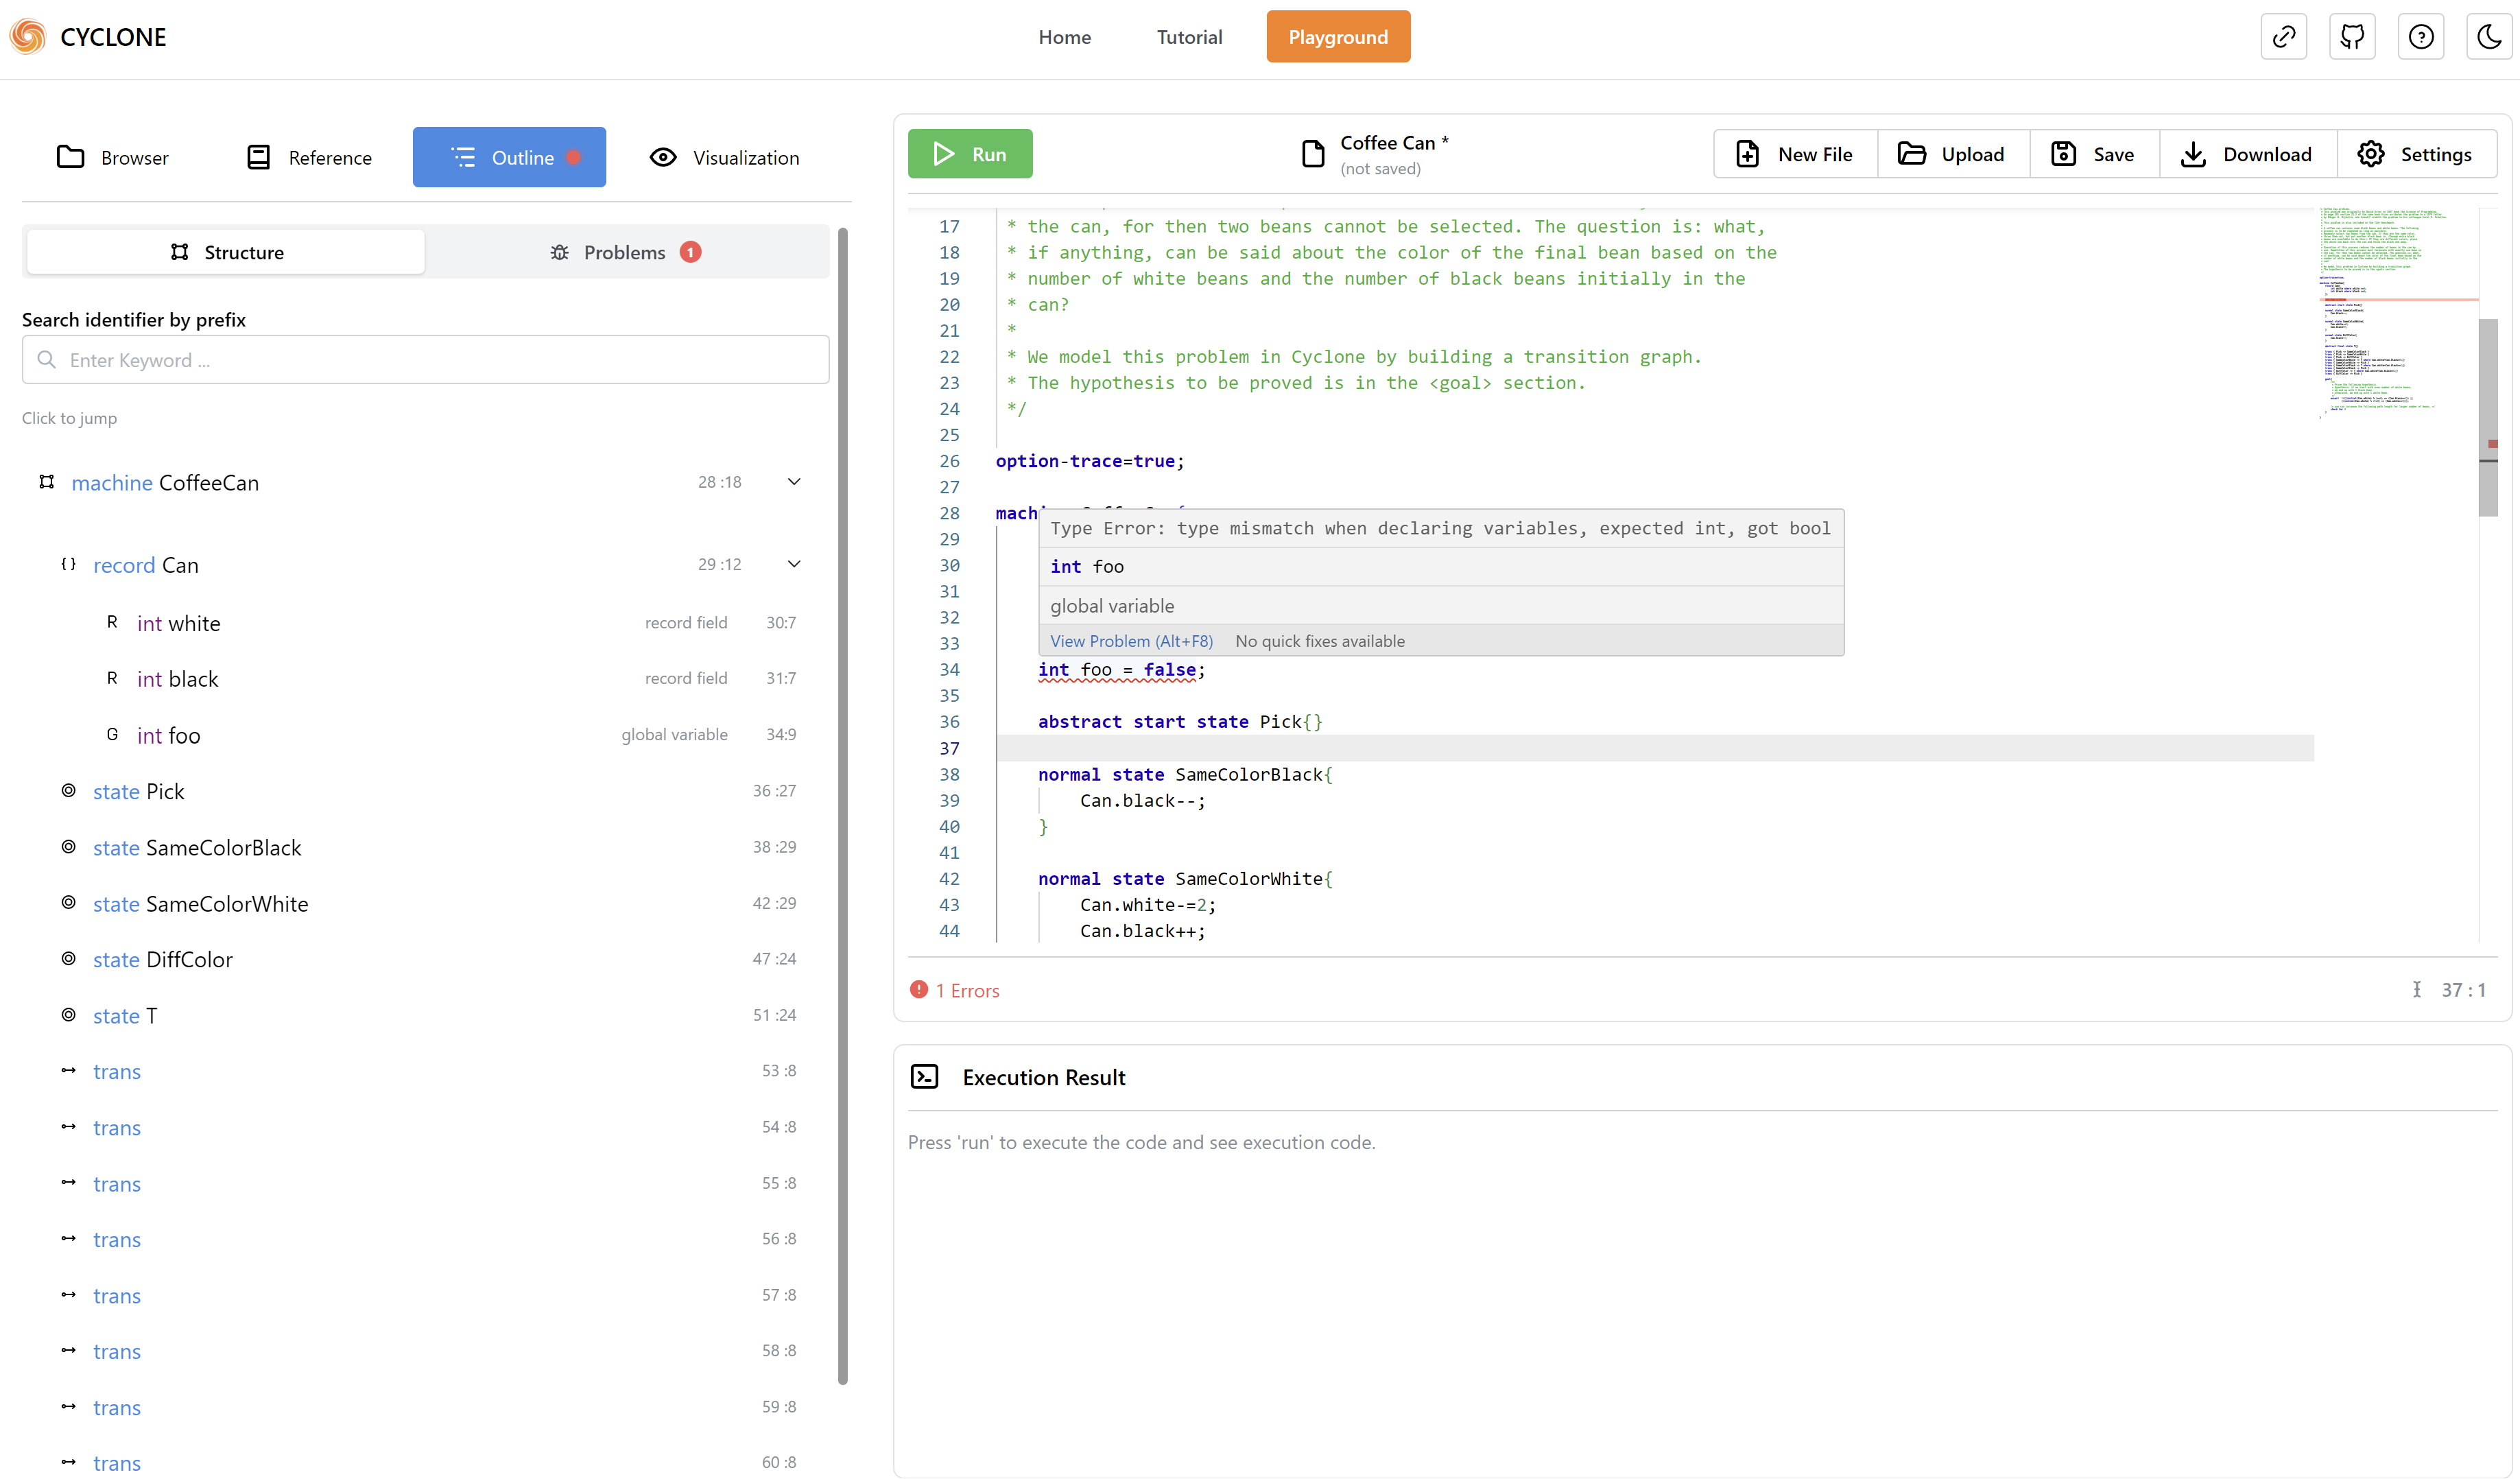 CYCLONE
Home
Tutorial
Playground
Browser
Reference
Outline
Visualization
Structure
Problems 1
Search identifier by prefix
Enter Keyword ...
Click to jump
machine CoffeeCan 28 :18
{ } record Can 29 :12
R int white record field 30:7
R int black record field 31:7
G int foo global variable 34:9
state Pick 36 :27
state SameColorBlack 38 :29
state SameColorWhite 42 :29
state DiffColor 47 :24
state T 51 :24
trans 53 :8
trans 54 :8
trans 55 :8
trans 56 :8
trans 57 :8
trans 58 :8
trans 59 :8
trans 60 :8
Run
Coffee Can *
(not saved)
New File
Upload
Save
Download
Settings
17 * the can, for then two beans cannot be selected. The question is: what,
18 * if anything, can be said about the color of the final bean based on the
19 * number of white beans and the number of black beans initially in the
20 * can?
21 *
22 * We model this problem in Cyclone by building a transition graph.
23 * The hypothesis to be proved is in the <goal> section.
24 */
25
26 option-trace=true;
27
28 machi
29
30
31
32
33
Type Error: type mismatch when declaring variables, expected int, got bool
int foo
global variable
View Problem (Alt+F8) No quick fixes available
34 int foo = false;
35
36 abstract start state Pick{}
37
38 normal state SameColorBlack{
39 Can.black--;
40 }
41
42 normal state SameColorWhite{
43 Can.white-=2;
44 Can.black++;
1 Errors
37 : 1
Execution Result
Press 'run' to execute the code and see execution code.